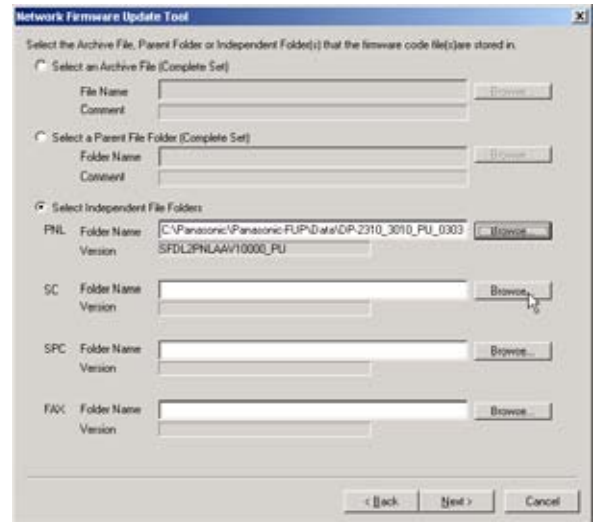 Network Firmware Update Tool
Select the Archive File, Parent Folder or Independent Folder(s) that the firmware code file(s)are stored in.
Select an Archive File (Complete Set)
File Name
Browse...
Comment
Select a Parent File Folder (Complete Set)
Folder Name
Browse...
Comment
Select Independent File Folders
PNL Folder Name C:\Panasonic\Panasonic-FUP\Data\DP-2310_3010_PU_0303 Browse...
Version SFDL2PNLAAV10000_PU
SC Folder Name Browse...
Version
SPC Folder Name Browse...
Version
FAX Folder Name Browse...
Version
< Back Next > Cancel